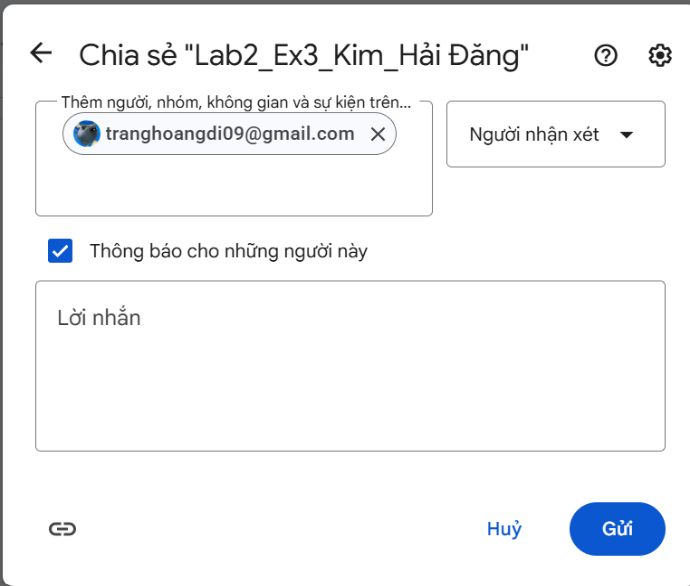 Chia sẻ "Lab2_Ex3_Kim_Hải Đăng"
Thêm người, nhóm, không gian và sự kiện trên...
tranghoangdi09@gmail.com
Người nhận xét
Thông báo cho những người này
Lời nhắn
Huỷ
Gửi